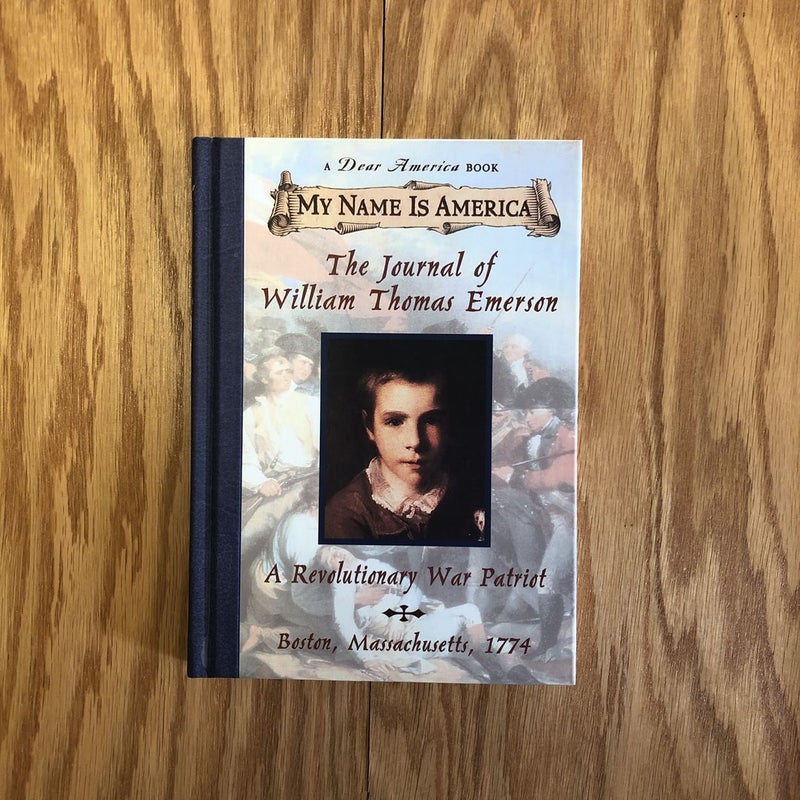 A Dear America BOOK
MY NAME IS AMERICA
The Journal of
William Thomas Emerson
A Revolutionary War Patriot
Boston, Massachusetts, 1774